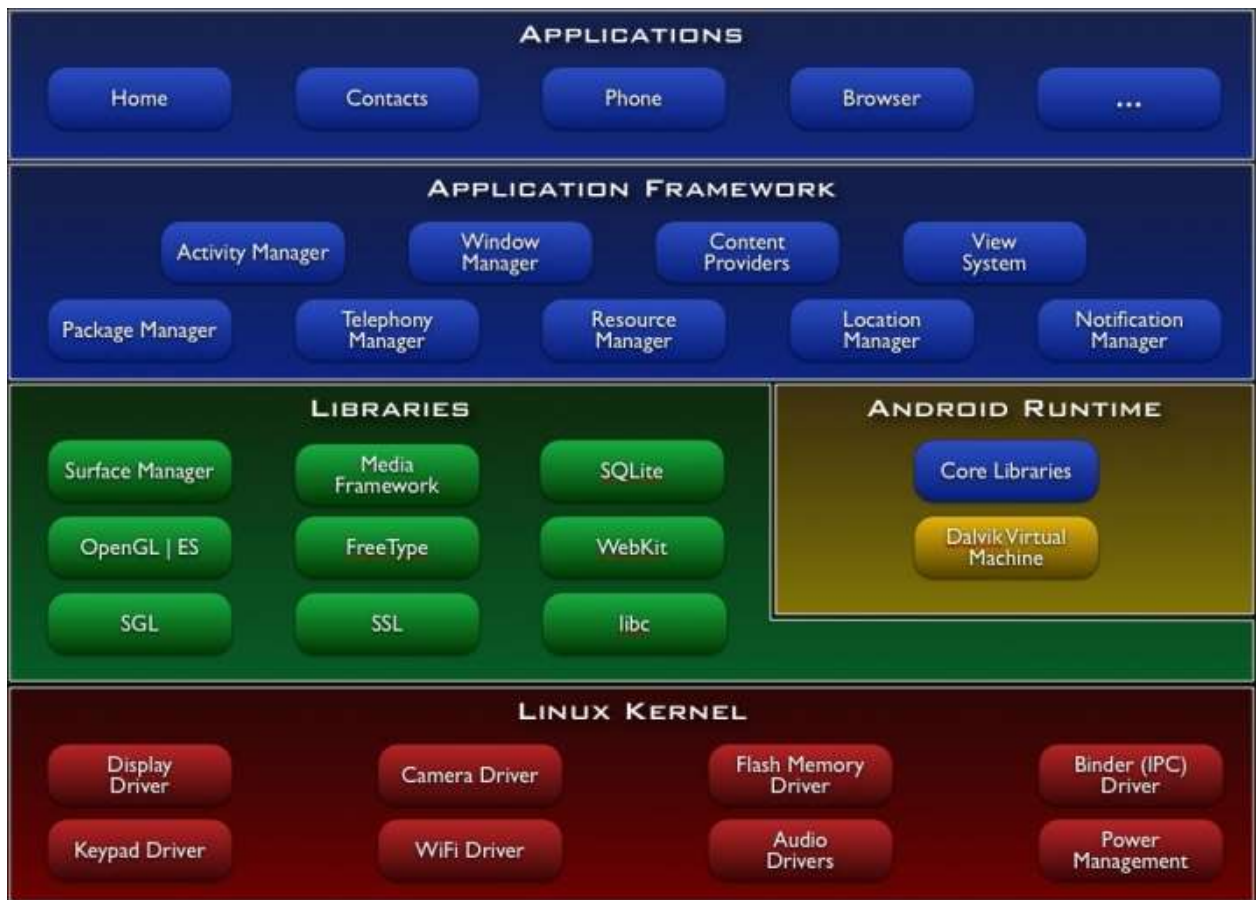 APPLICATIONS
Home
Contacts
Phone
Browser
...
APPLICATION FRAMEWORK
Activity Manager
Window
Manager
Content
Providers
View
System
Package Manager
Telephony
Manager
Resource
Manager
Location
Manager
Notification
Manager
LIBRARIES
Surface Manager
Media
Framework
SQLite
OpenGL | ES
FreeType
WebKit
SGL
SSL
libc
ANDROID RUNTIME
Core Libraries
Dalvik Virtual
Machine
LINUX KERNEL
Display
Driver
Camera Driver
Flash Memory
Driver
Binder (IPC)
Driver
Keypad Driver
WiFi Driver
Audio
Drivers
Power
Management